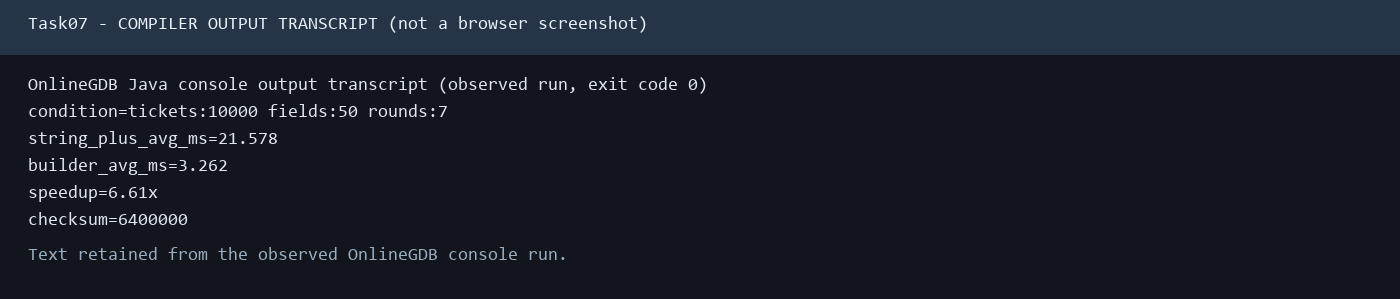 Task07 - COMPILER OUTPUT TRANSCRIPT (not a browser screenshot)
OnlineGDB Java console output transcript (observed run, exit code 0)
condition=tickets:10000 fields:50 rounds:7
string_plus_avg_ms=21.578
builder_avg_ms=3.262
speedup=6.61x
checksum=6400000
Text retained from the observed OnlineGDB console run.